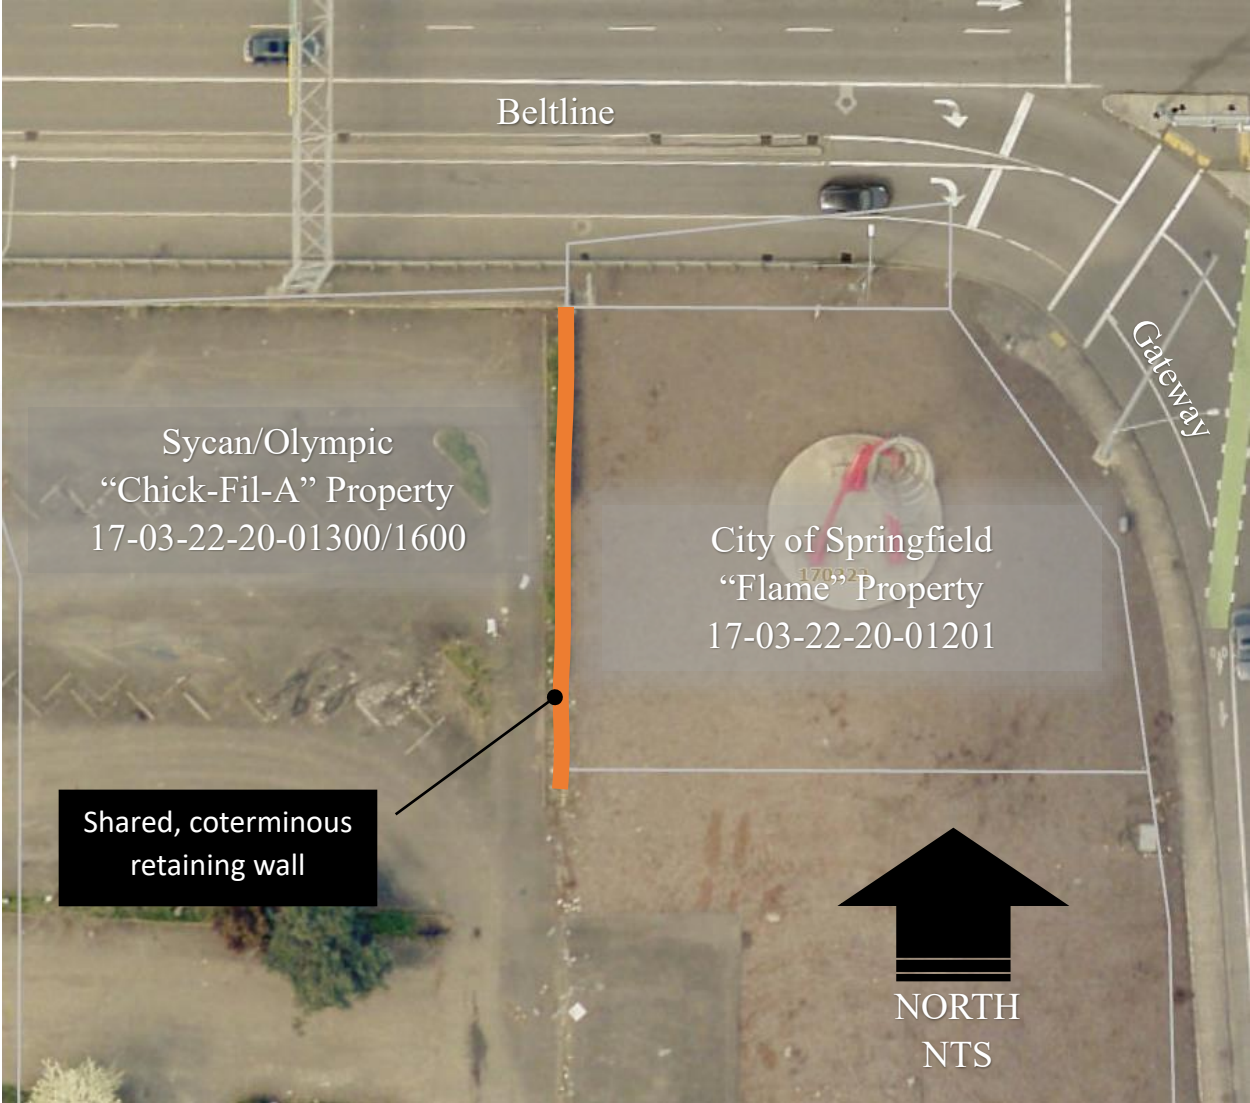 Beltline
Gateway
Sycan/Olympic
“Chick-Fil-A” Property
17-03-22-20-01300/1600
City of Springfield
“Flame” Property
170322
17-03-22-20-01201
Shared, coterminous
retaining wall
NORTH
NTS